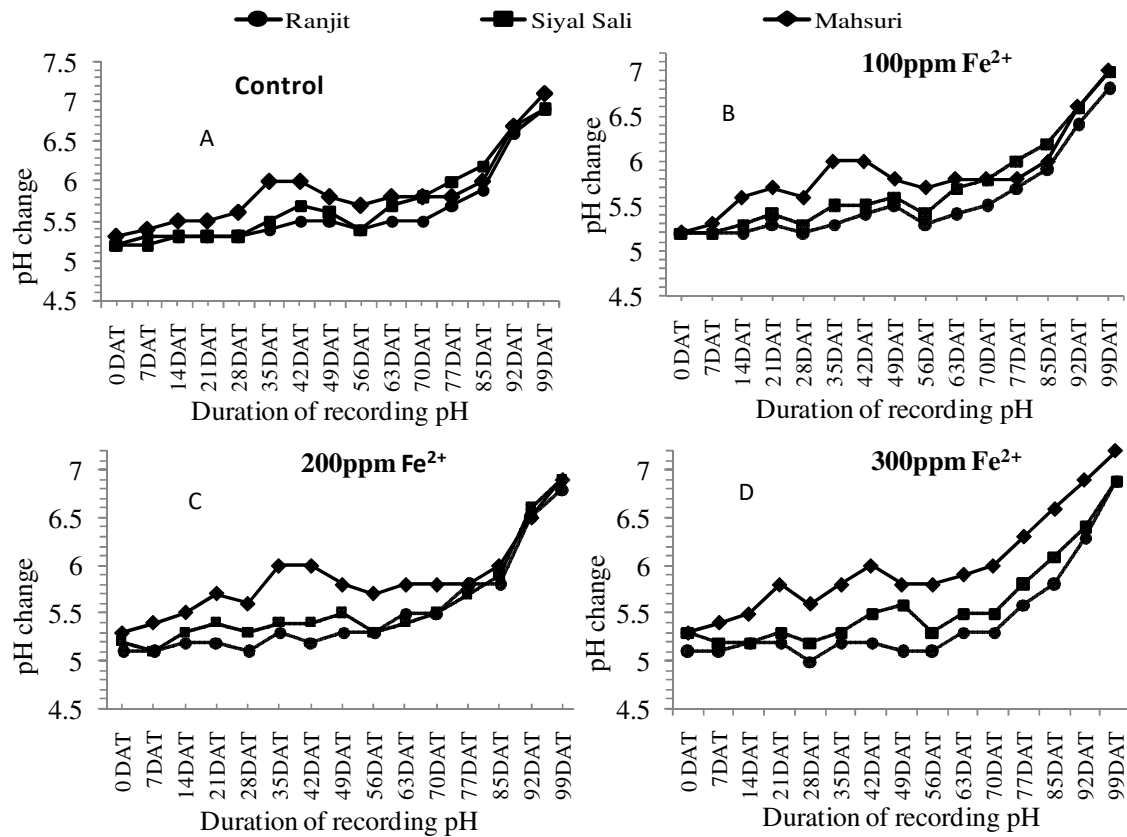 Ranjit Siyal Sali Mahsuri
Control
A
pH change
7.5
7
6.5
6
5.5
5
4.5
0DAT
7DAT
14DAT
21DAT
28DAT
35DAT
42DAT
49DAT
56DAT
63DAT
70DAT
77DAT
85DAT
92DAT
99DAT
Duration of recording pH
100ppm Fe²⁺
B
pH change
7
6.5
6
5.5
5
4.5
0DAT
7DAT
14DAT
21DAT
28DAT
35DAT
42DAT
49DAT
56DAT
63DAT
70DAT
77DAT
85DAT
92DAT
99DAT
Duration of recording pH
200ppm Fe²⁺
C
pH change
7
6.5
6
5.5
5
4.5
0DAT
7DAT
14DAT
21DAT
28DAT
35DAT
42DAT
49DAT
56DAT
63DAT
70DAT
77DAT
85DAT
92DAT
99DAT
Duration of recording pH
300ppm Fe²⁺
D
pH change
7
6.5
6
5.5
5
4.5
0DAT
7DAT
14DAT
21DAT
28DAT
35DAT
42DAT
49DAT
56DAT
63DAT
70DAT
77DAT
85DAT
92DAT
99DAT
Duration of recording pH